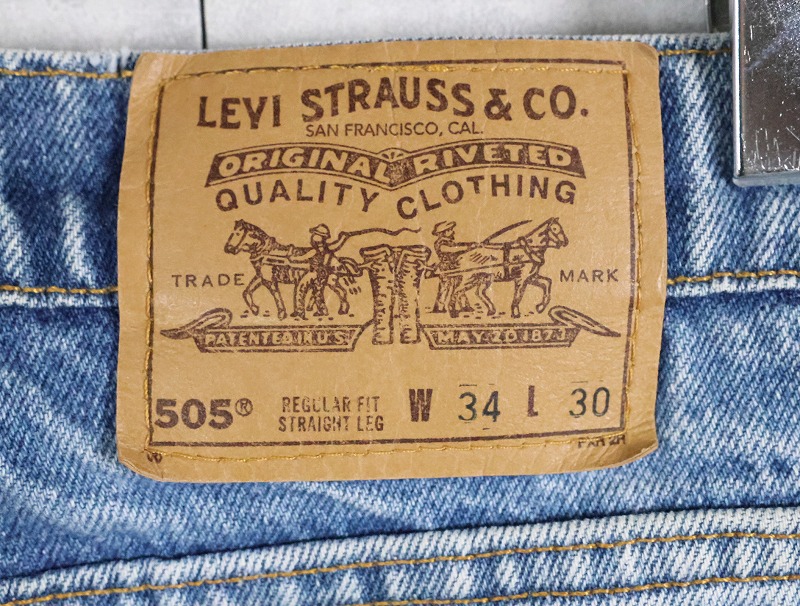 LEVI STRAUSS & CO.
SAN FRANCISCO, CAL.
ORIGINAL RIVETED
QUALITY CLOTHING
TRADE MARK
PATENTED IN U.S. MAY 20 1873
505® REGULAR FIT W 34 L 30
STRAIGHT LEG